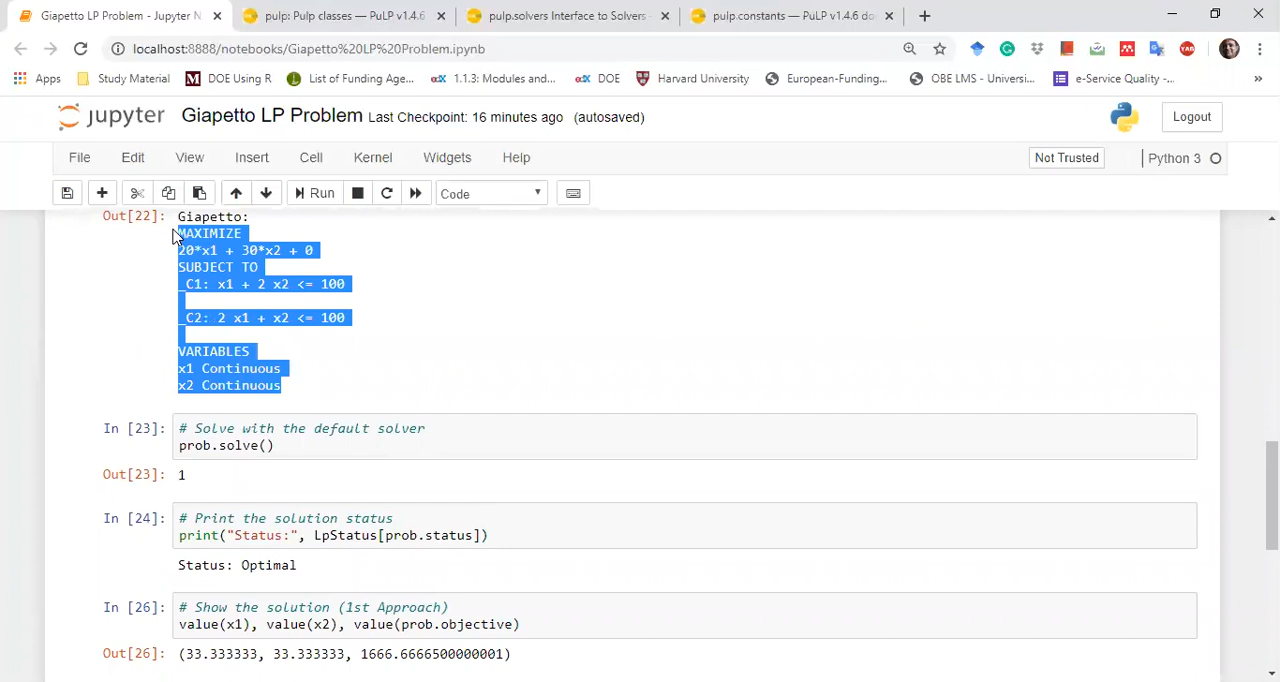 Giapetto LP Problem - Jupyter N
pulp: Pulp classes — PuLP v1.4.6
pulp.solvers Interface to Solvers -
pulp.constants — PuLP v1.4.6 do
localhost:8888/notebooks/Giapetto%20LP%20Problem.ipynb
Apps Study Material DOE Using R List of Funding Age... I.1.3: Modules and... DOE Harvard University European-Funding... OBE LMS - Universi... e-Service Quality -... »
jupyter Giapetto LP Problem Last Checkpoint: 16 minutes ago (autosaved) Logout
File Edit View Insert Cell Kernel Widgets Help Not Trusted Python 3
Run Code
Out[22]: Giapetto:
MAXIMIZE
20*x1 + 30*x2 + 0
SUBJECT TO
_C1: x1 + 2 x2 <= 100
_C2: 2 x1 + x2 <= 100
VARIABLES
x1 Continuous
x2 Continuous
In [23]: # Solve with the default solver
prob.solve()
Out[23]: 1
In [24]: # Print the solution status
print("Status:", LpStatus[prob.status])
Status: Optimal
In [26]: # Show the solution (1st Approach)
value(x1), value(x2), value(prob.objective)
Out[26]: (33.333333, 33.333333, 1666.6666500000001)